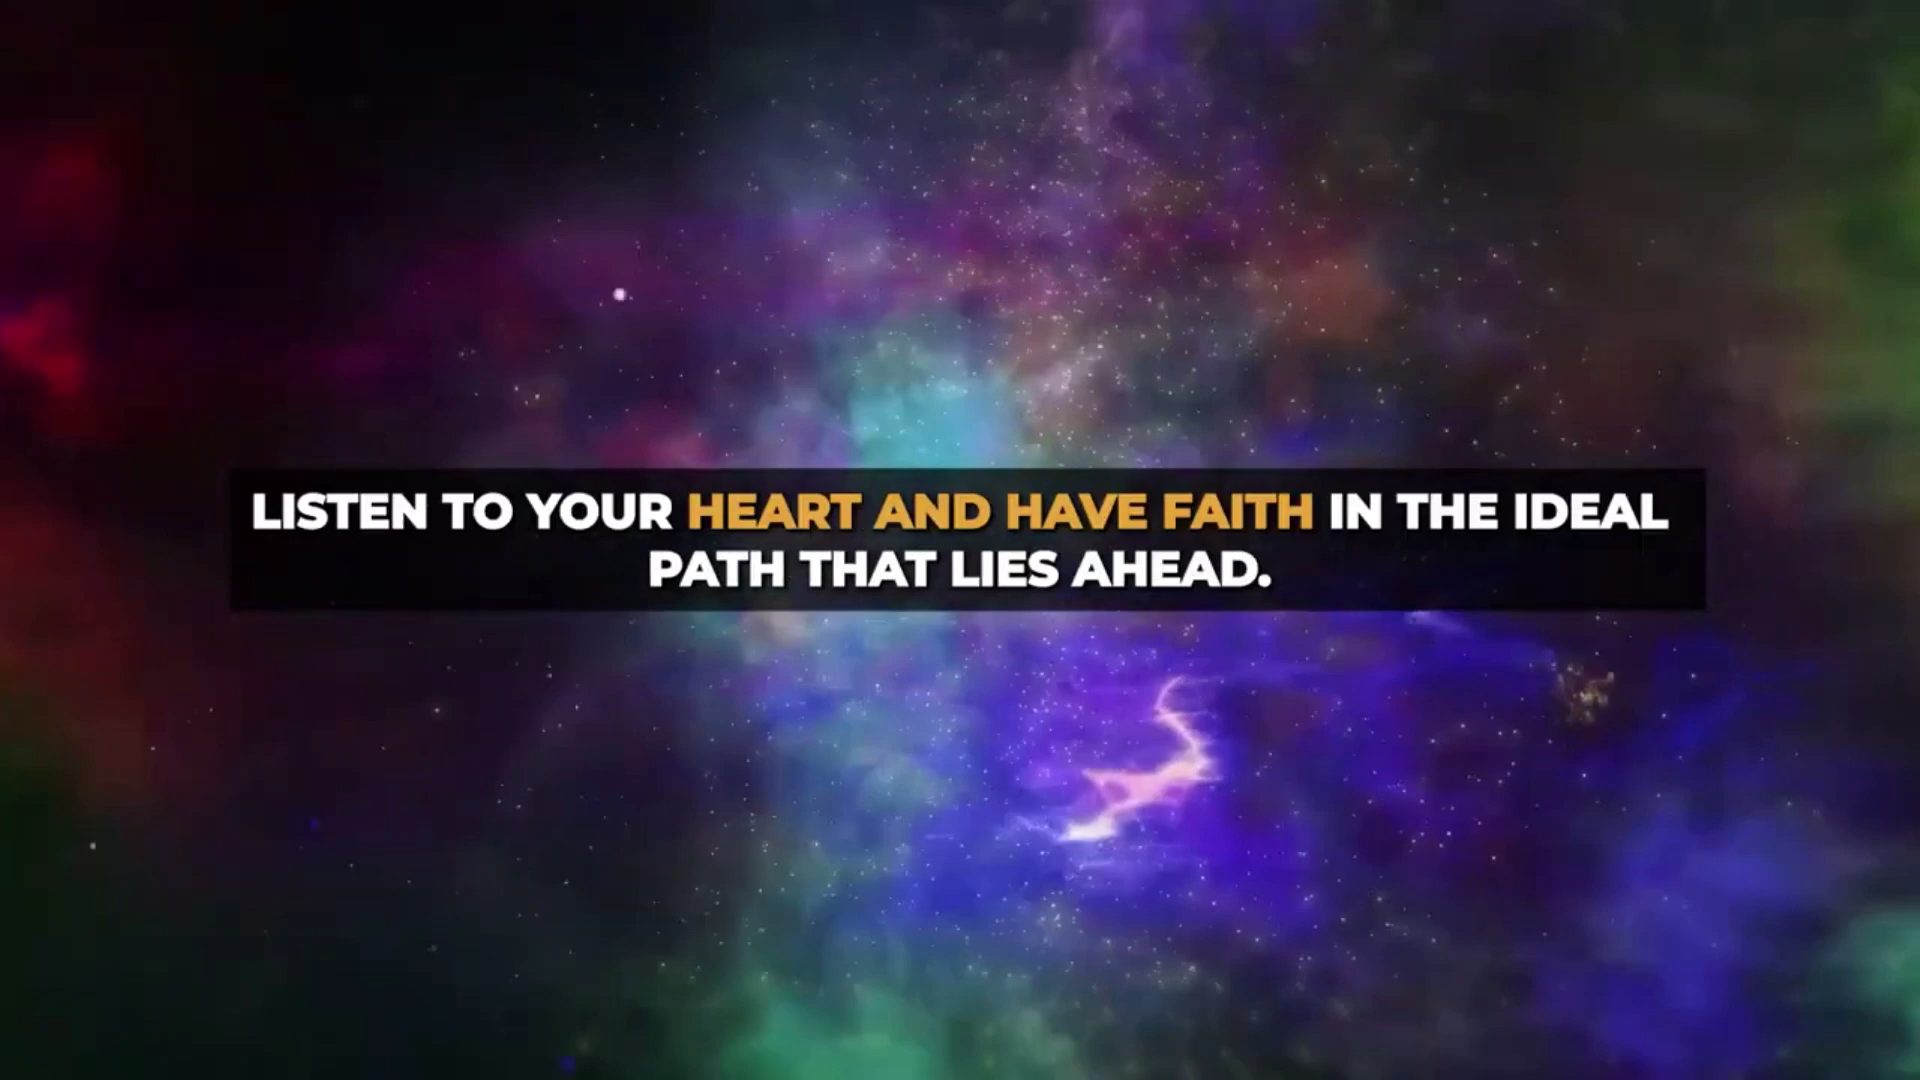 LISTEN TO YOUR HEART AND HAVE FAITH IN THE IDEAL
PATH THAT LIES AHEAD.